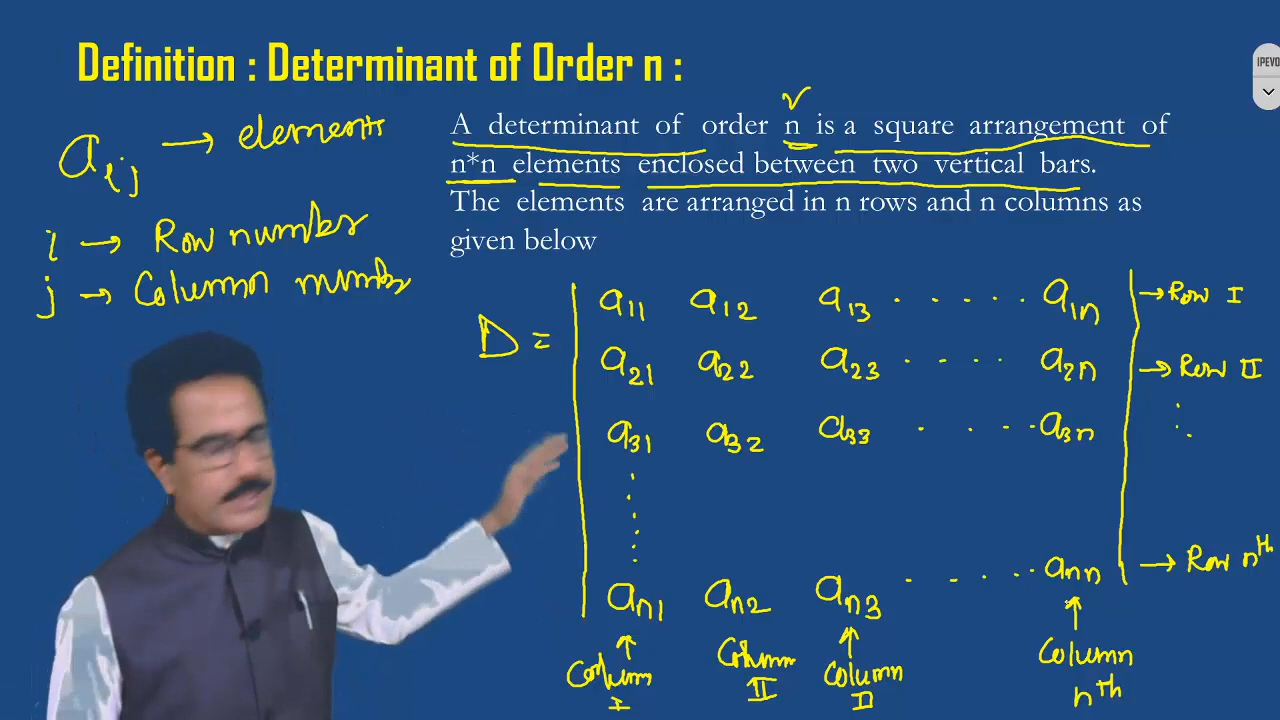 Definition : Determinant of Order n :
IPEVO
a_ij → elements
i → Row number
j → Column number
A determinant of order n is a square arrangement of
n*n elements enclosed between two vertical bars.
The elements are arranged in n rows and n columns as
given below
D =
a11 a12 a13 . . . . . a1n → Row I
a21 a22 a23 . . . . a2n → Row II
a31 a32 a33 . . . . a3n
an1 an2 an3 . . . . . ann → Row nth
Column I
Column II
Column II
Column nth